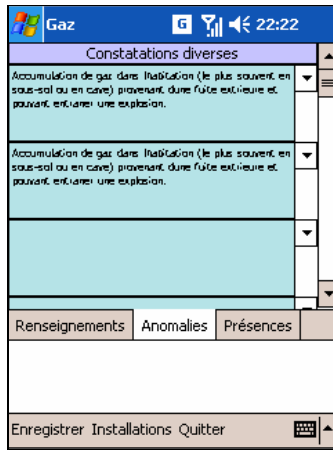 Gaz G 22:22
Constatations diverses
Accumulation de gaz dans l'habitation (le plus souvent en
sous-sol ou en cave) provenant d'une fuite extérieure et
pouvant entraîner une explosion.
Accumulation de gaz dans l'habitation (le plus souvent en
sous-sol ou en cave) provenant d'une fuite extérieure et
pouvant entraîner une explosion.
Renseignements Anomalies Présences
Enregistrer Installations Quitter